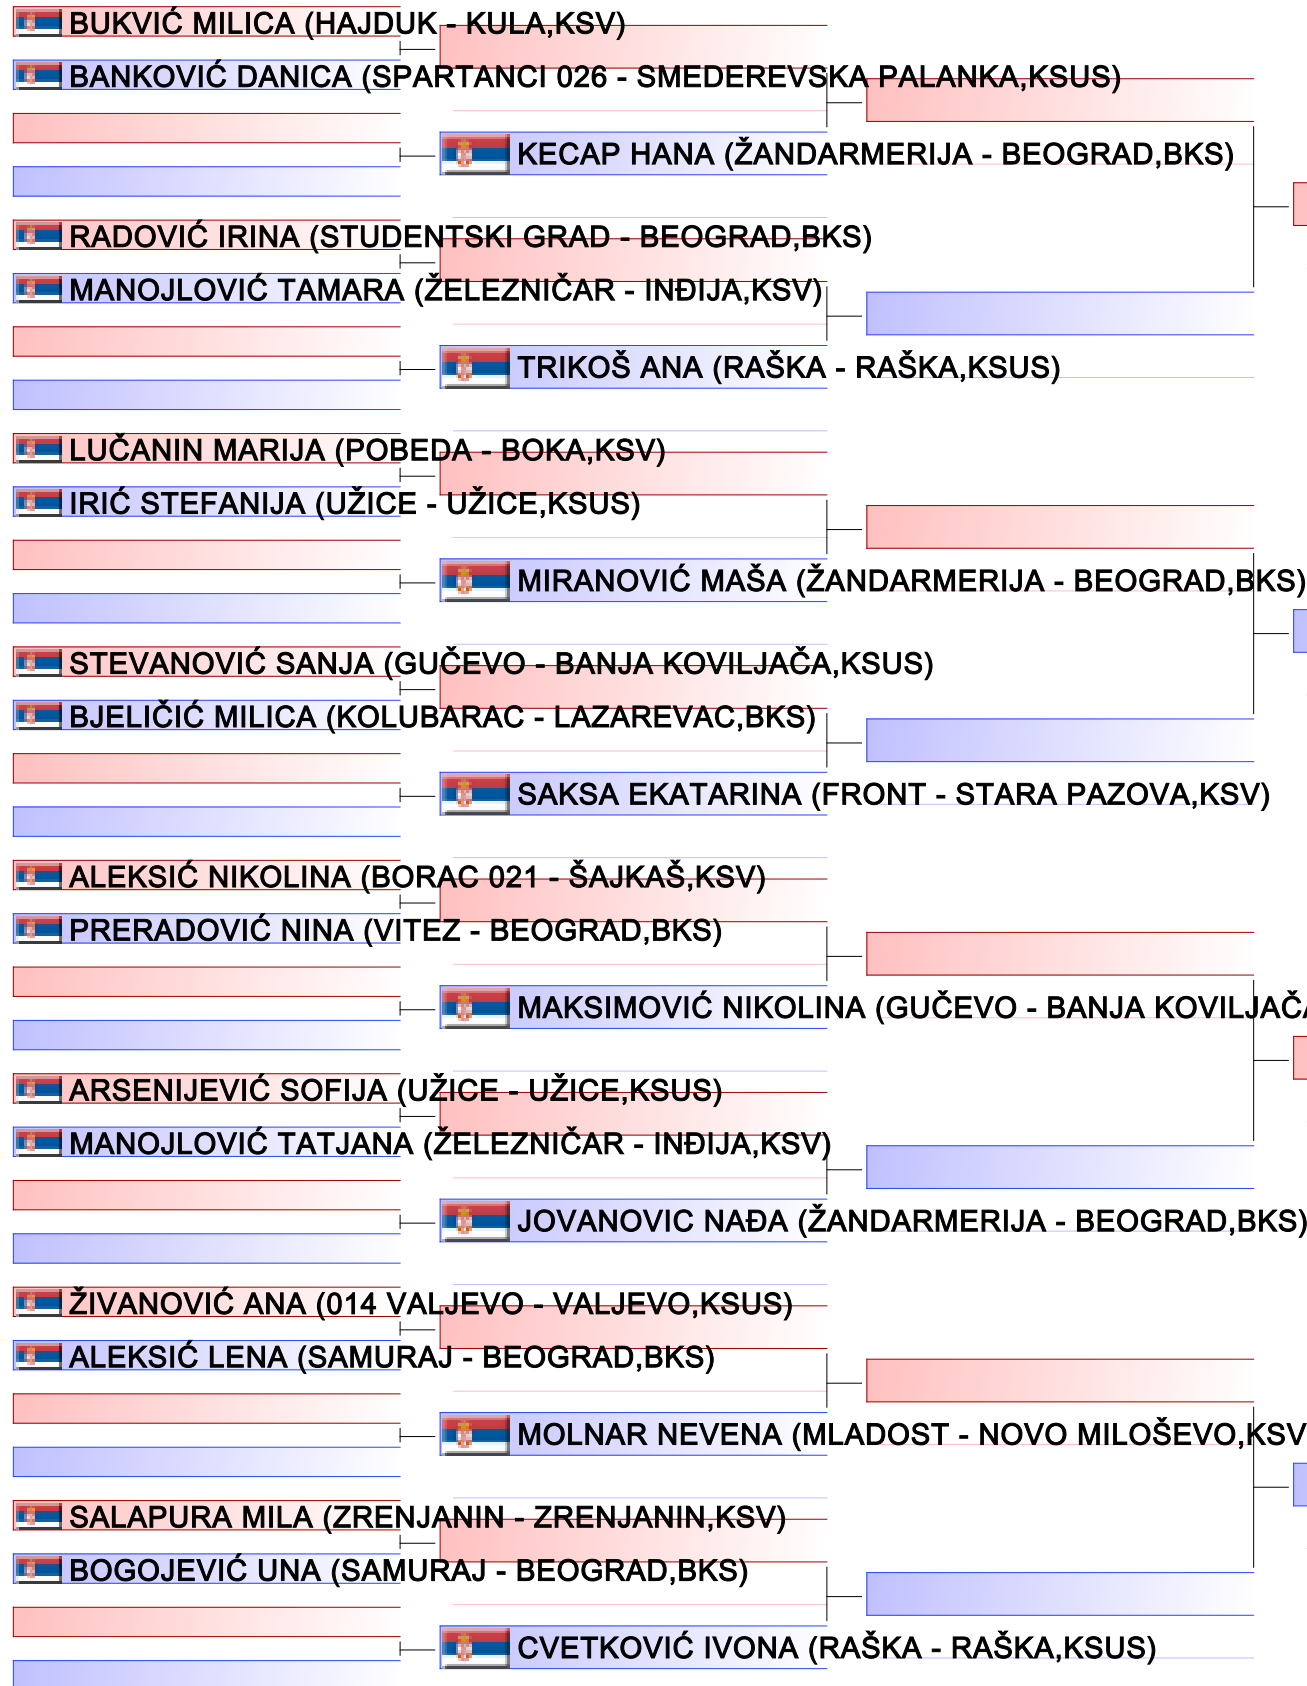 BUKVIĆ MILICA (HAJDUK - KULA,KSV)
BANKOVIĆ DANICA (SPARTANCI 026 - SMEDEREVSKA PALANKA,KSUS)
KECAP HANA (ŽANDARMERIJA - BEOGRAD,BKS)
RADOVIĆ IRINA (STUDENTSKI GRAD - BEOGRAD,BKS)
MANOJLOVIĆ TAMARA (ŽELEZNIČAR - INĐIJA,KSV)
TRIKOŠ ANA (RAŠKA - RAŠKA,KSUS)
LUČANIN MARIJA (POBEDA - BOKA,KSV)
IRIĆ STEFANIJA (UŽICE - UŽICE,KSUS)
MIRANOVIĆ MAŠA (ŽANDARMERIJA - BEOGRAD,BKS)
STEVANOVIĆ SANJA (GUČEVO - BANJA KOVILJAČA,KSUS)
BJELIČIĆ MILICA (KOLUBARAC - LAZAREVAC,BKS)
SAKSA EKATARINA (FRONT - STARA PAZOVA,KSV)
ALEKSIĆ NIKOLINA (BORAC 021 - ŠAJKAŠ,KSV)
PRERADOVIĆ NINA (VITEZ - BEOGRAD,BKS)
MAKSIMOVIĆ NIKOLINA (GUČEVO - BANJA KOVILJAČA
ARSENIJEVIĆ SOFIJA (UŽICE - UŽICE,KSUS)
MANOJLOVIĆ TATJANA (ŽELEZNIČAR - INĐIJA,KSV)
JOVANOVIC NAĐA (ŽANDARMERIJA - BEOGRAD,BKS)
ŽIVANOVIĆ ANA (014 VALJEVO - VALJEVO,KSUS)
ALEKSIĆ LENA (SAMURAJ - BEOGRAD,BKS)
MOLNAR NEVENA (MLADOST - NOVO MILOŠEVO,KSV
SALAPURA MILA (ZRENJANIN - ZRENJANIN,KSV)
BOGOJEVIĆ UNA (SAMURAJ - BEOGRAD,BKS)
CVETKOVIĆ IVONA (RAŠKA - RAŠKA,KSUS)